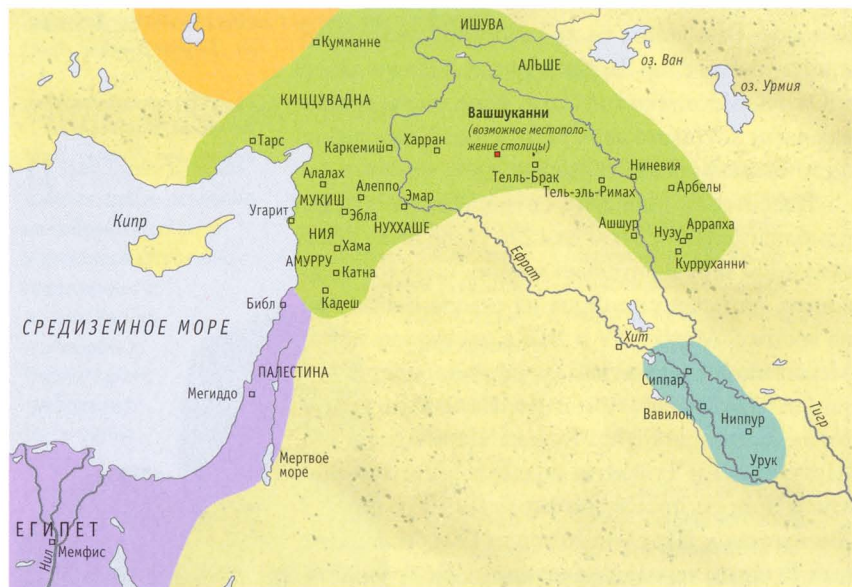 ИШУВА
Кумманне
оз. Ван
АЛЬШЕ
оз. Урмия
КИЦЦУВАДНА
Вашшуканни
(возможное местополо-
жение столицы)
Тарс
Каркемиш
Харран
Ниневия
Телль-Брак
Алалах
Тель-эль-Римах
Арбелы
МУКИШ
Алеппо
Эмар
Угарит
Эбла
Кипр
НИЯ
НУХХАШЕ
Ашшур
Нузу
Аррапха
Хама
Ефрат
АМУРРУ
Курруханни
Катна
Кадеш
Библ
СРЕДИЗЕМНОЕ МОРЕ
Хит
ПАЛЕСТИНА
Сиппар
Мегиддо
Вавилон
Ниппур
Тигр
Мертвое
море
Урук
ЕГИПЕТ
Нил
Мемфис